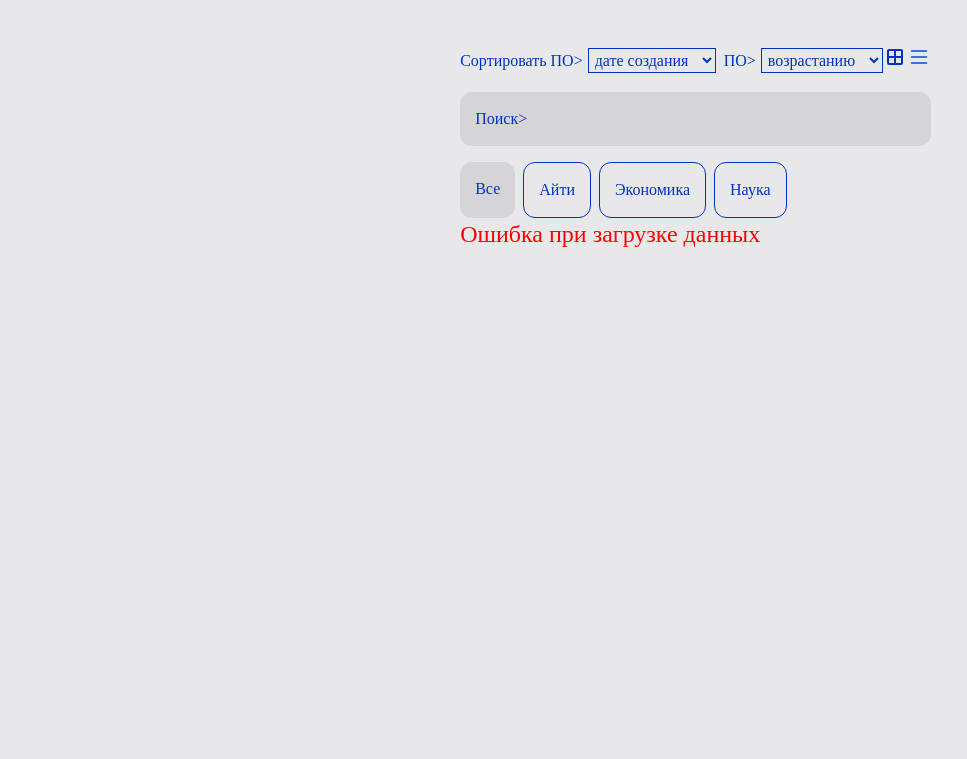 Сортировать ПО> дате создания ПО> возрастанию
Поиск>
Все Айти Экономика Наука
Ошибка при загрузке данных